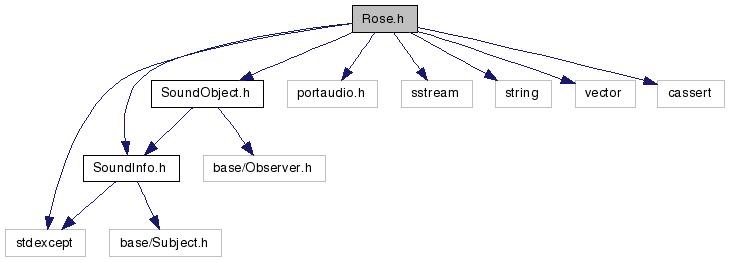 Rose.h
SoundObject.h
portaudio.h
sstream
string
vector
cassert
SoundInfo.h
base/Observer.h
stdexcept
base/Subject.h